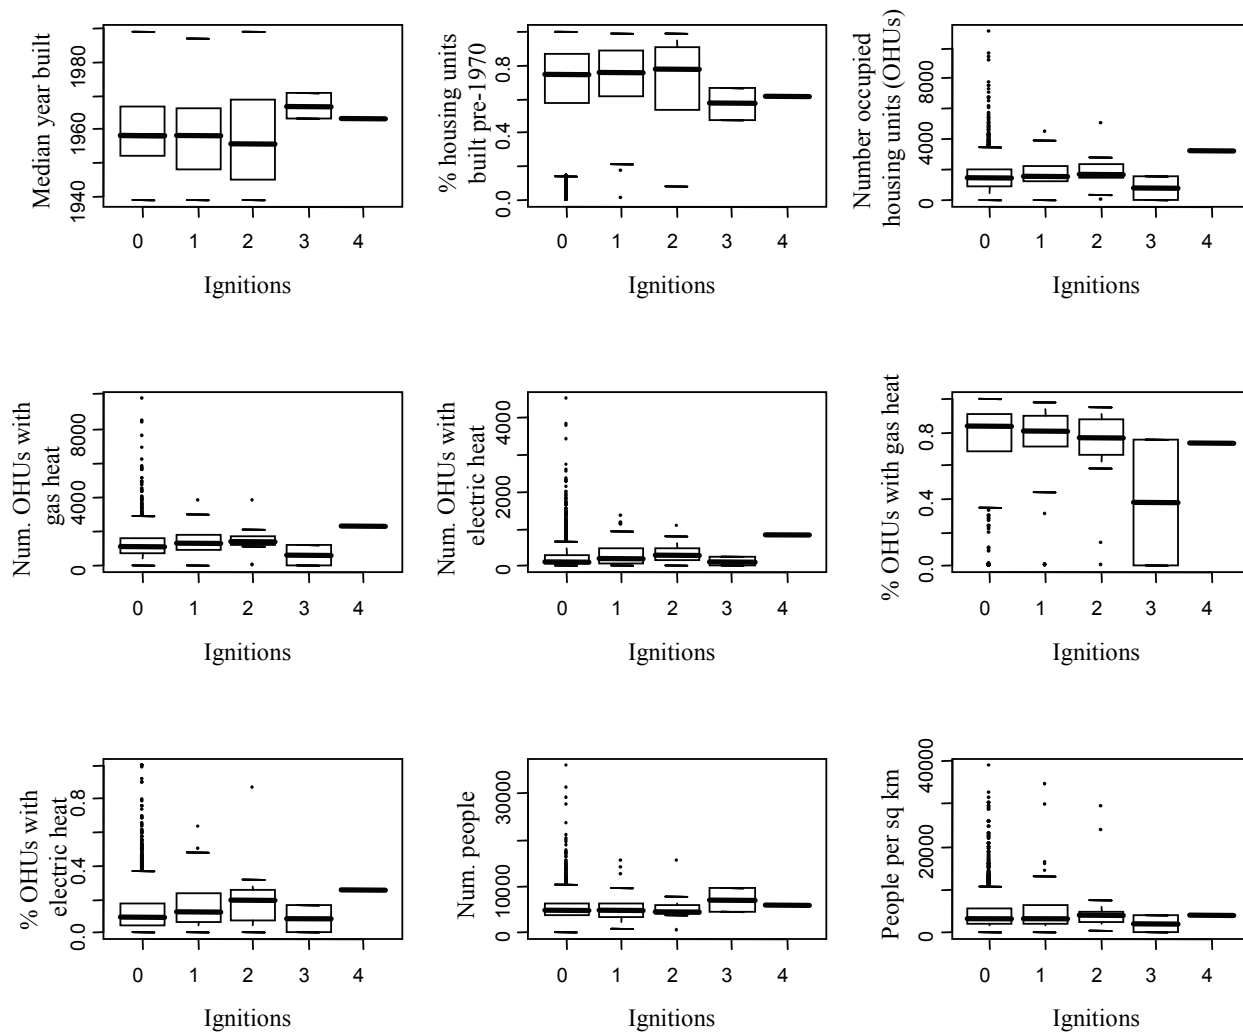 Median year built
1940
1960
1980
0 1 2 3 4
Ignitions
% housing units
built pre-1970
0.0
0.4
0.8
0 1 2 3 4
Ignitions
Number occupied
housing units (OHUs)
0
4000
8000
0 1 2 3 4
Ignitions
Num. OHUs with
gas heat
0
4000
8000
0 1 2 3 4
Ignitions
Num. OHUs with
electric heat
0
2000
4000
0 1 2 3 4
Ignitions
% OHUs with gas heat
0.0
0.4
0.8
0 1 2 3 4
Ignitions
% OHUs with
electric heat
0.0
0.4
0.8
0 1 2 3 4
Ignitions
Num. people
0
10000
30000
0 1 2 3 4
Ignitions
People per sq km
0
20000
40000
0 1 2 3 4
Ignitions